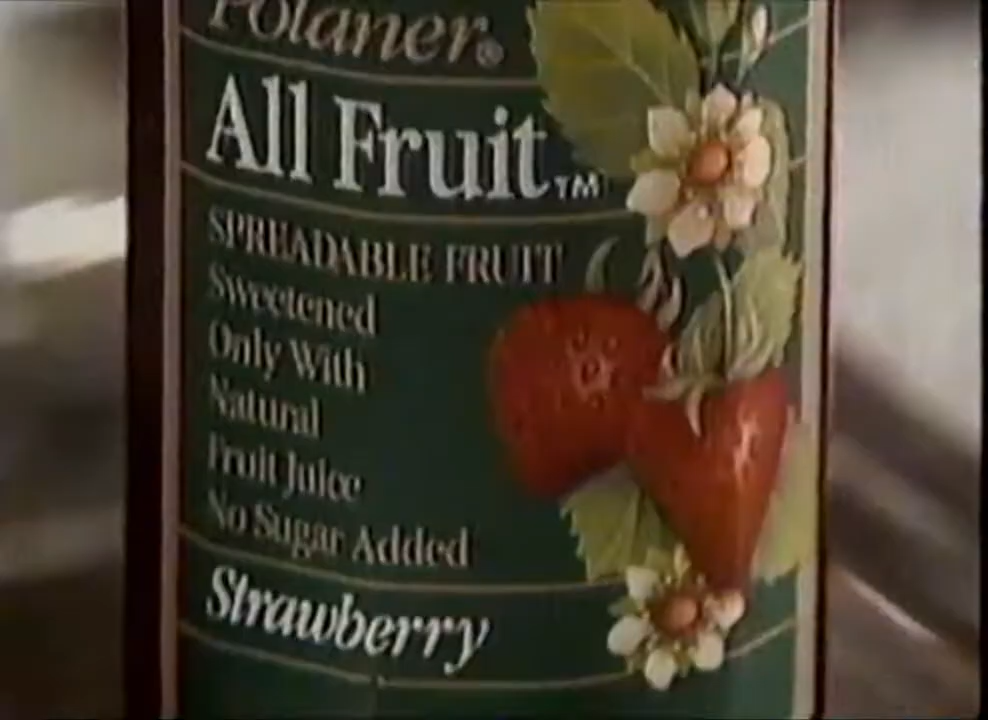 Polaner®
All Fruit™
SPREADABLE FRUIT
Sweetened
Only With
Natural
Fruit Juice
No Sugar Added
Strawberry